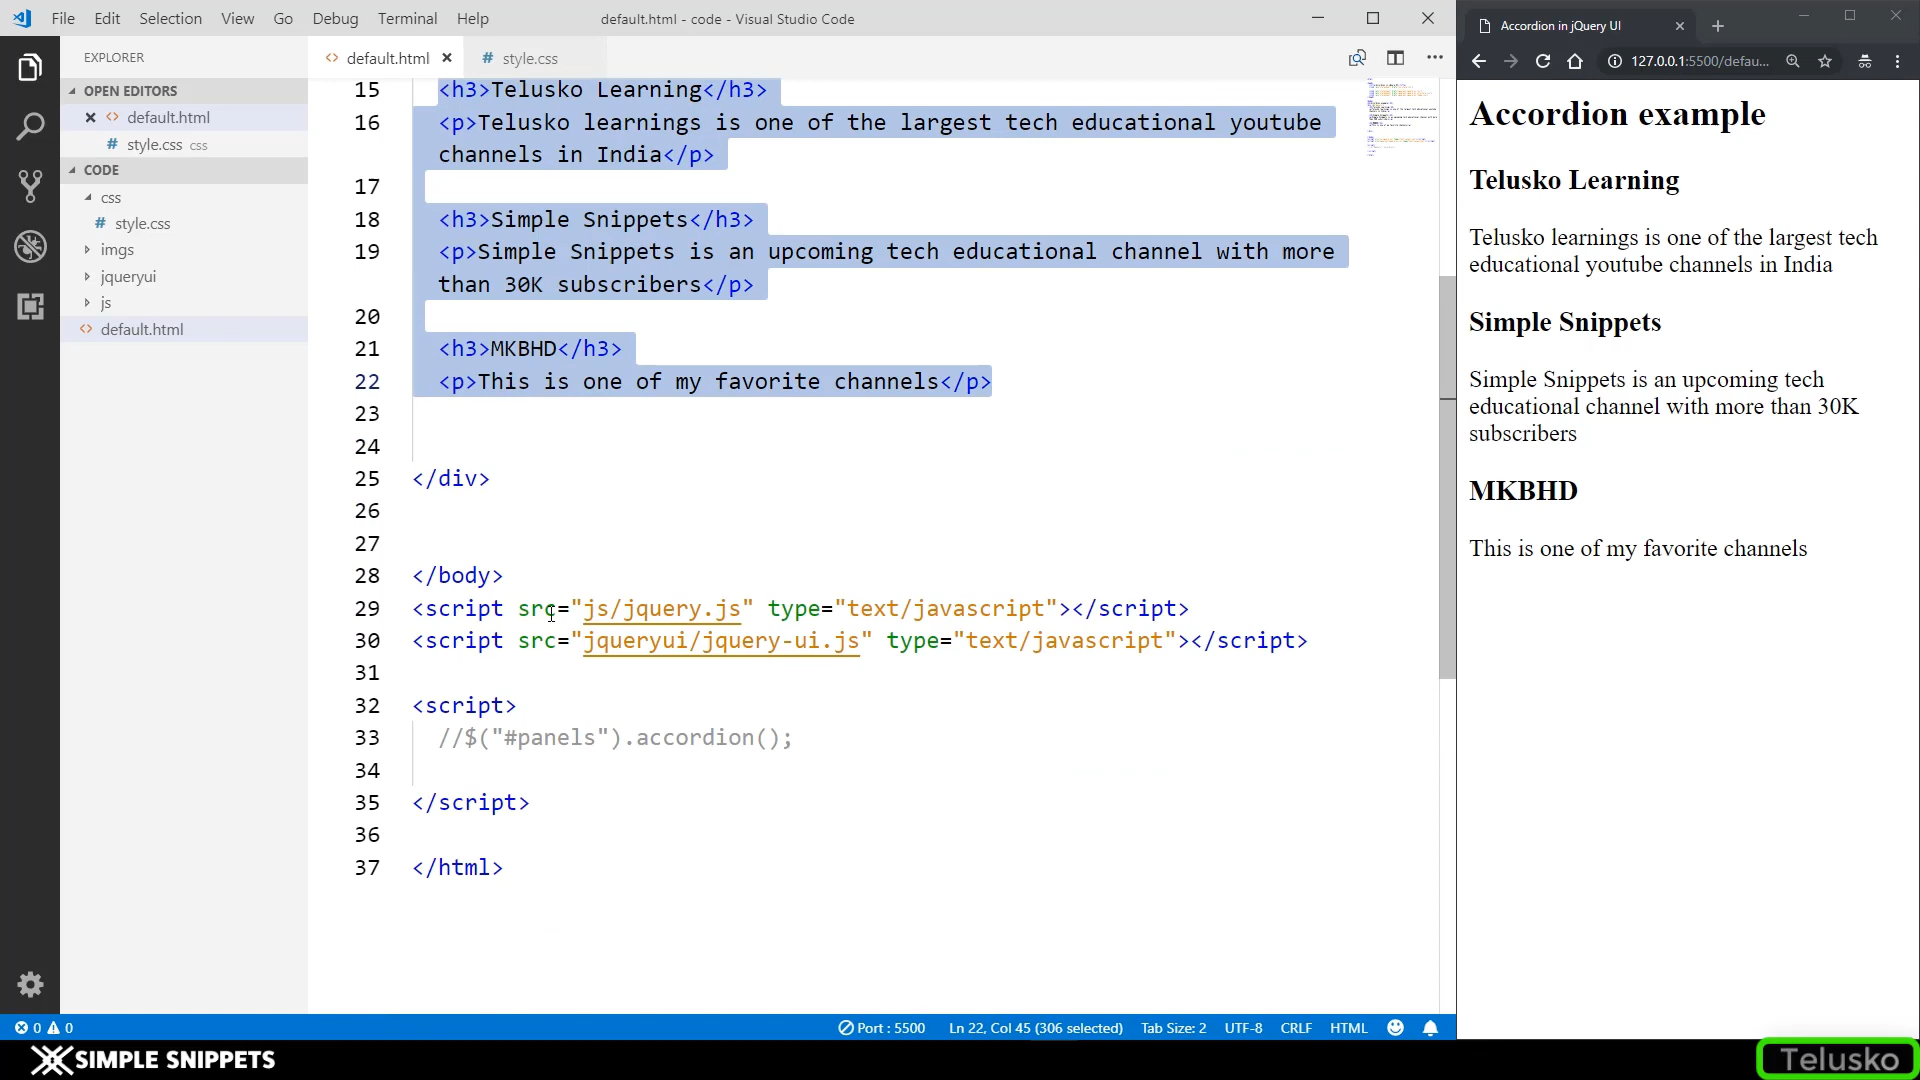 File Edit Selection View Go Debug Terminal Help
default.html - code - Visual Studio Code
EXPLORER
OPEN EDITORS
default.html
style.css css
CODE
css
style.css
imgs
jqueryui
js
default.html
default.html
style.css
15 <h3>Telusko Learning</h3>
16 <p>Telusko learnings is one of the largest tech educational youtube
channels in India</p>
17
18 <h3>Simple Snippets</h3>
19 <p>Simple Snippets is an upcoming tech educational channel with more
than 30K subscribers</p>
20
21 <h3>MKBHD</h3>
22 <p>This is one of my favorite channels</p>
23
24
25 </div>
26
27
28 </body>
29 <script src="js/jquery.js" type="text/javascript"></script>
30 <script src="jqueryui/jquery-ui.js" type="text/javascript"></script>
31
32 <script>
33 //$("#panels").accordion();
34
35 </script>
36
37 </html>
0 0
Port : 5500
Ln 22, Col 45 (306 selected)
Tab Size: 2
UTF-8
CRLF
HTML
Accordion in jQuery UI
127.0.0.1:5500/defau...
Accordion example
Telusko Learning
Telusko learnings is one of the largest tech
educational youtube channels in India
Simple Snippets
Simple Snippets is an upcoming tech
educational channel with more than 30K
subscribers
MKBHD
This is one of my favorite channels
SIMPLE SNIPPETS
Telusko